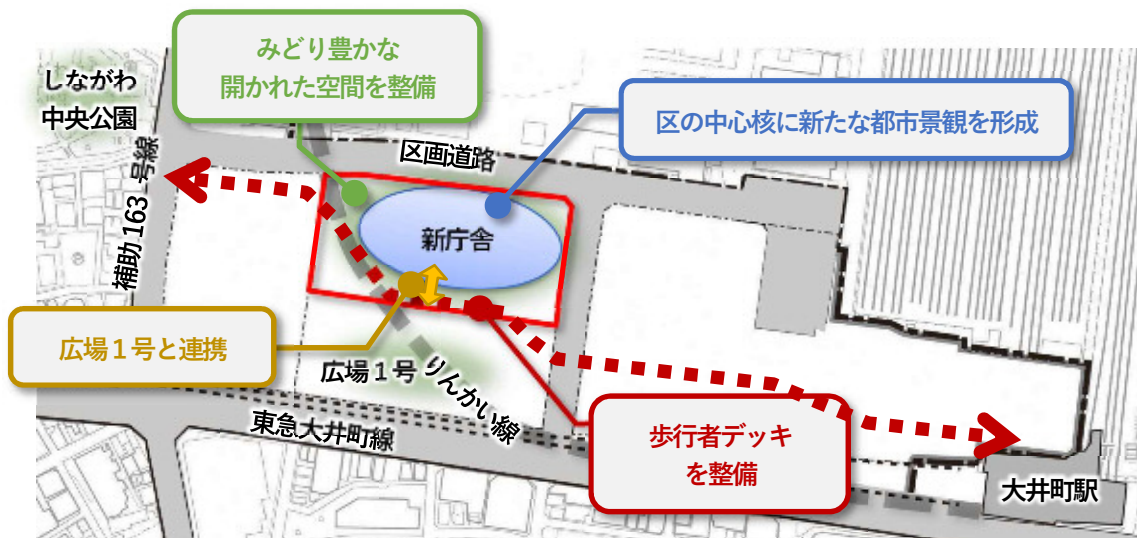 みどり豊かな
開かれた空間を整備
しながわ
中央公園
区の中心核に新たな都市景観を形成
区画道路
補助163号線
新庁舎
広場１号と連携
広場１号
りんかい線
東急大井町線
歩行者デッキ
を整備
大井町駅